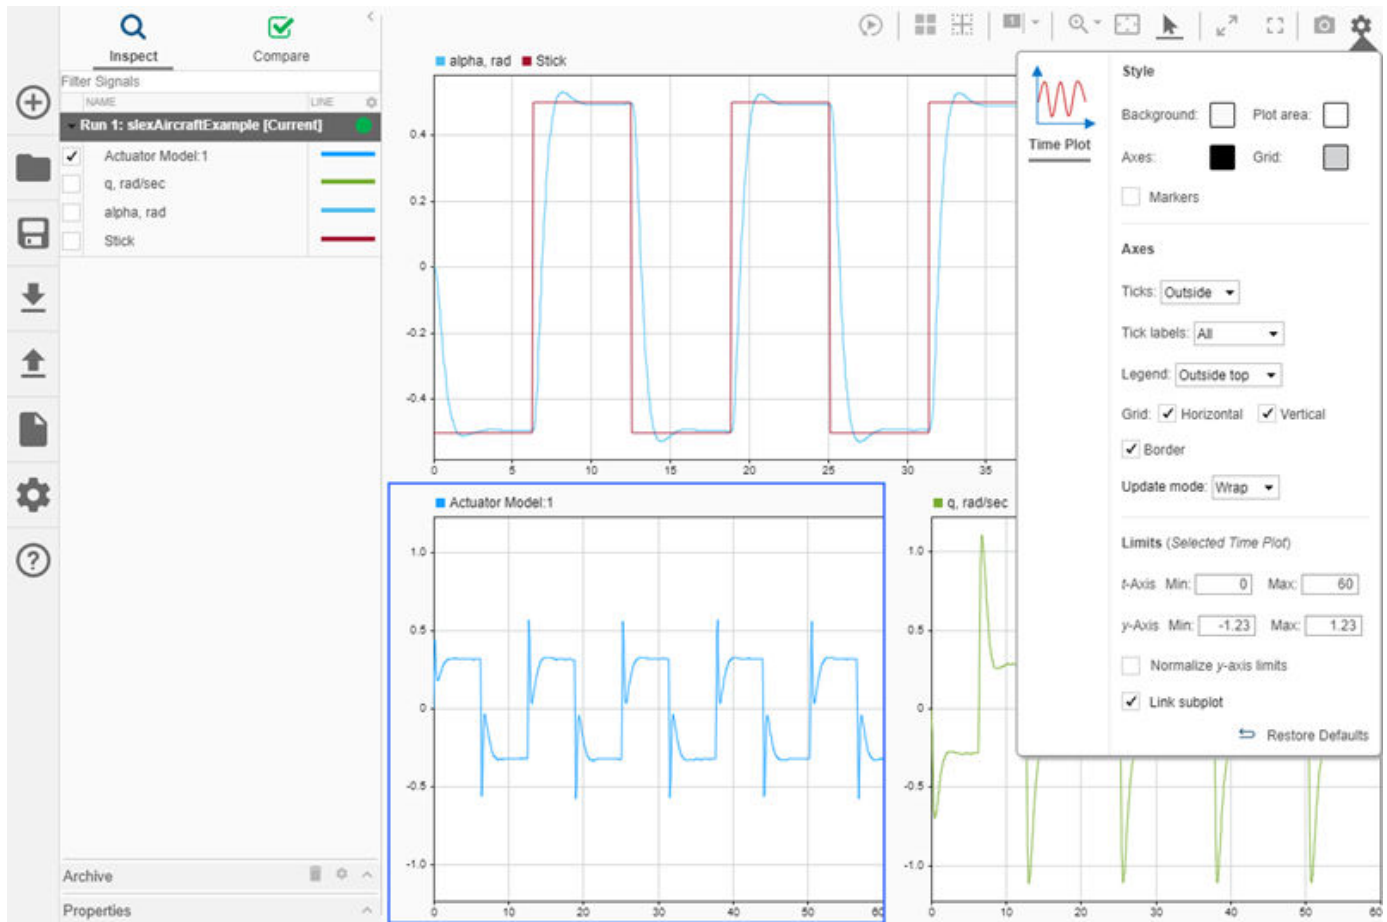 Inspect
Compare
Filter Signals
NAME
LINE
Run 1: slexAircraftExample [Current]
Actuator Model:1
q, rad/sec
alpha, rad
Stick
Archive
Properties
1
alpha, rad
Stick
0.4
0.2
0
-0.2
-0.4
0 5 10 15 20 25 30 35
Actuator Model:1
1.0
0.5
0
-0.5
-1.0
0 10 20 30 40 50 60
q, rad/sec
1.0
0.5
0
-0.5
-1.0
0 10 20 30 40 50 60
Time Plot
Style
Background: Plot area:
Axes: Grid:
Markers
Axes
Ticks: Outside
Tick labels: All
Legend: Outside top
Grid: Horizontal Vertical
Border
Update mode: Wrap
Limits (Selected Time Plot)
t-Axis Min: 0 Max: 60
y-Axis Min: -1.23 Max: 1.23
Normalize y-axis limits
Link subplot
Restore Defaults